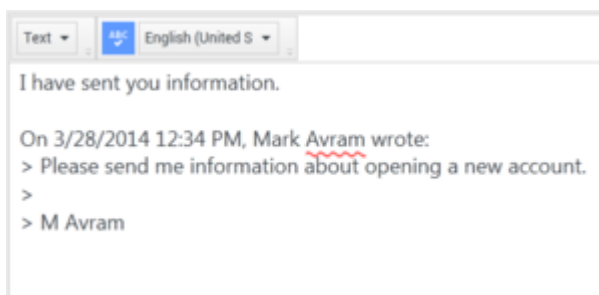 Text ABC English (United S
I have sent you information.
On 3/28/2014 12:34 PM, Mark Avram wrote:
> Please send me information about opening a new account.
>
> M Avram